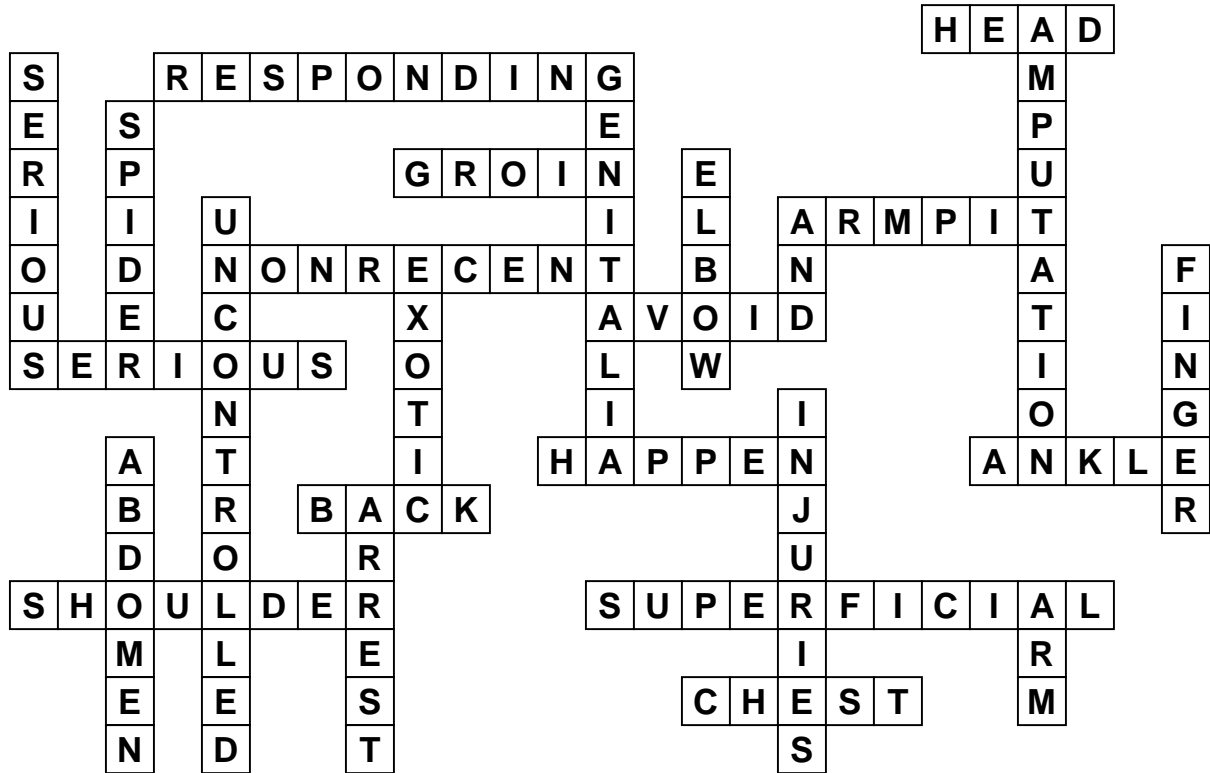 HEAD
AMPUTATION
SERIOUS
RESPONDING
GENITALIA
SPIDER
GROIN
ELBOW
UNCONTROLLED
ARMPIT
AND
NONRECENT
EXOTIC
FINGER
AVOID
SERIOUS
INJURIES
ABDOMEN
HAPPEN
ANKLE
BACK
ARREST
SHOULDER
SUPERFICIAL
ARM
CHEST